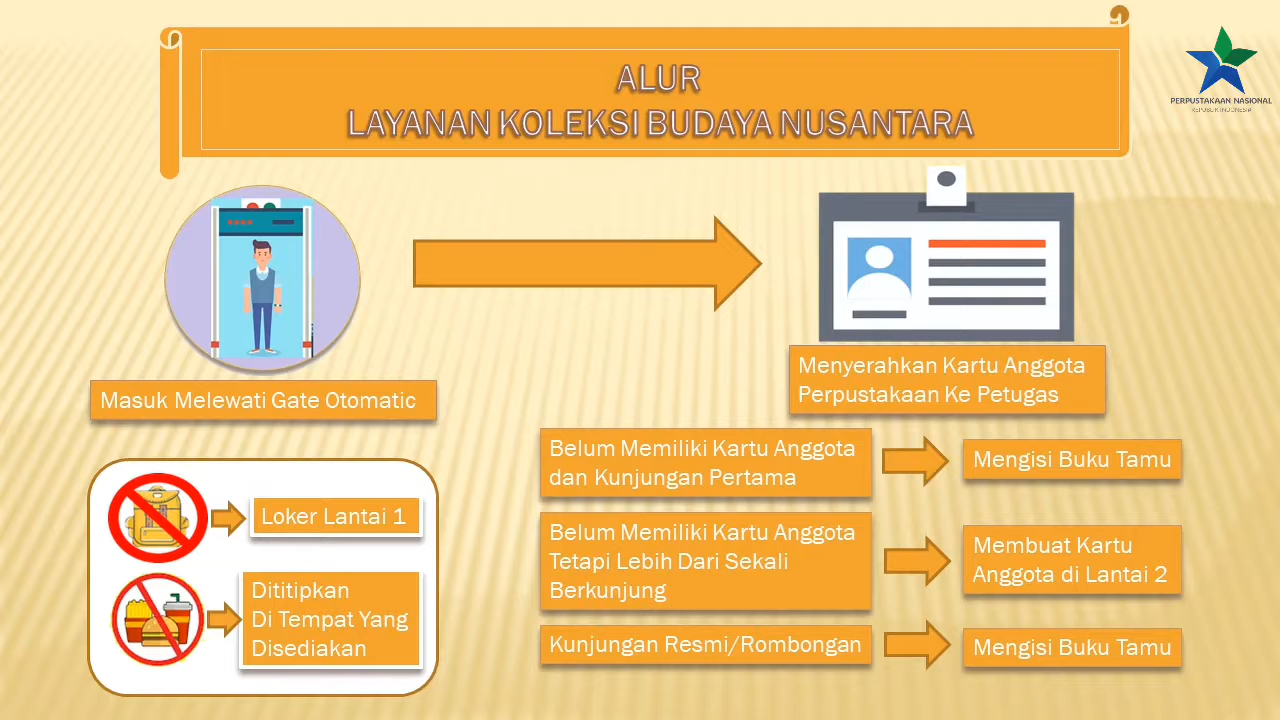 ALUR
LAYANAN KOLEKSI BUDAYA NUSANTARA
PERPUSTAKAAN NASIONAL
REPUBLIK INDONESIA
Masuk Melewati Gate Otomatic
Menyerahkan Kartu Anggota
Perpustakaan Ke Petugas
Loker Lantai 1
Dititipkan
Di Tempat Yang
Disediakan
Belum Memiliki Kartu Anggota
dan Kunjungan Pertama
Mengisi Buku Tamu
Belum Memiliki Kartu Anggota
Tetapi Lebih Dari Sekali
Berkunjung
Membuat Kartu
Anggota di Lantai 2
Kunjungan Resmi/Rombongan
Mengisi Buku Tamu